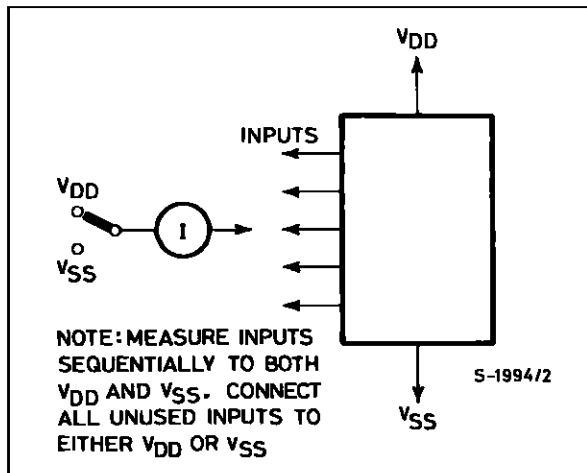 VDD
INPUTS
VDD
I
VSS
NOTE: MEASURE INPUTS
SEQUENTIALLY TO BOTH
VDD AND VSS. CONNECT
ALL UNUSED INPUTS TO
EITHER VDD OR VSS
S-1994/2
VSS